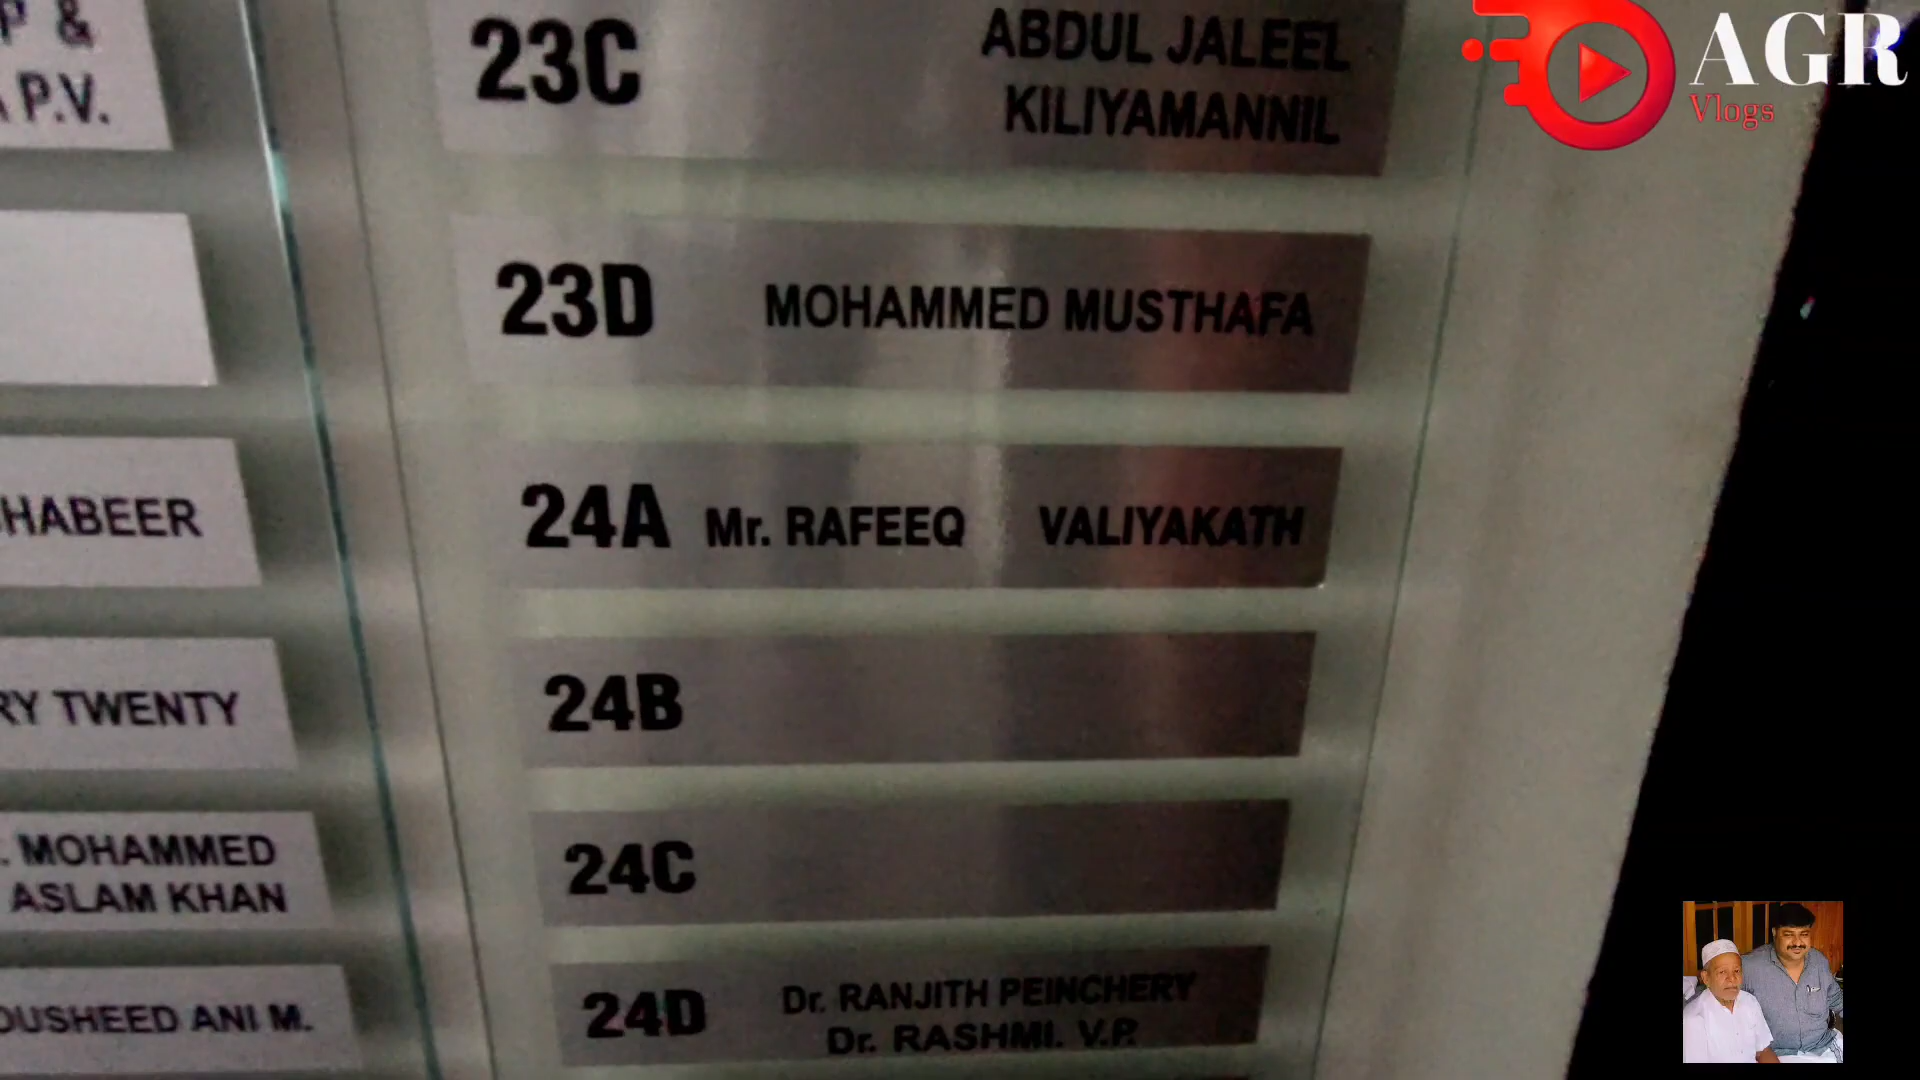 P &
P.V.
HABEER
RY TWENTY
. MOHAMMED
ASLAM KHAN
OUSHEED ANI M.
23C ABDUL JALEEL
KILIYAMANNIL
23D MOHAMMED MUSTHAFA
24A Mr. RAFEEQ VALIYAKATH
24B
24C
24D Dr. RANJITH PEINCHERY
Dr. RASHMI. V.P.
AGR
Vlogs